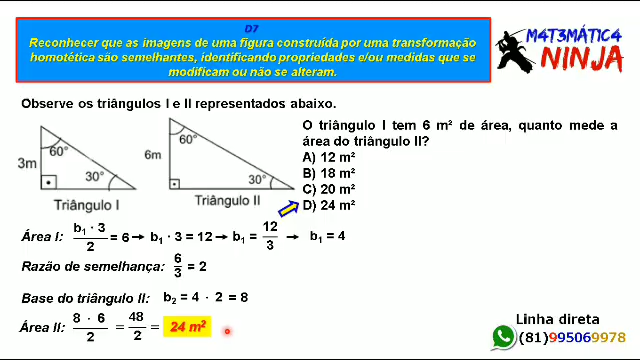 D7
Reconhecer que as imagens de uma figura construída por uma transformação
homotética são semelhantes, identificando propriedades e/ou medidas que se
modificam ou não se alteram.
M4T3MÁTIC4
NINJA
Observe os triângulos I e II representados abaixo.
3m
60°
30°
Triângulo I
6m
60°
30°
Triângulo II
O triângulo I tem 6 m² de área, quanto mede a
área do triângulo II?
A) 12 m²
B) 18 m²
C) 20 m²
D) 24 m²
Área I: b₁ · 3 / 2 = 6 → b₁ · 3 = 12 → b₁ = 12 / 3 → b₁ = 4
Razão de semelhança: 6 / 3 = 2
Base do triângulo II: b₂ = 4 · 2 = 8
Área II: 8 · 6 / 2 = 48 / 2 = 24 m²
Linha direta
(81)995069978